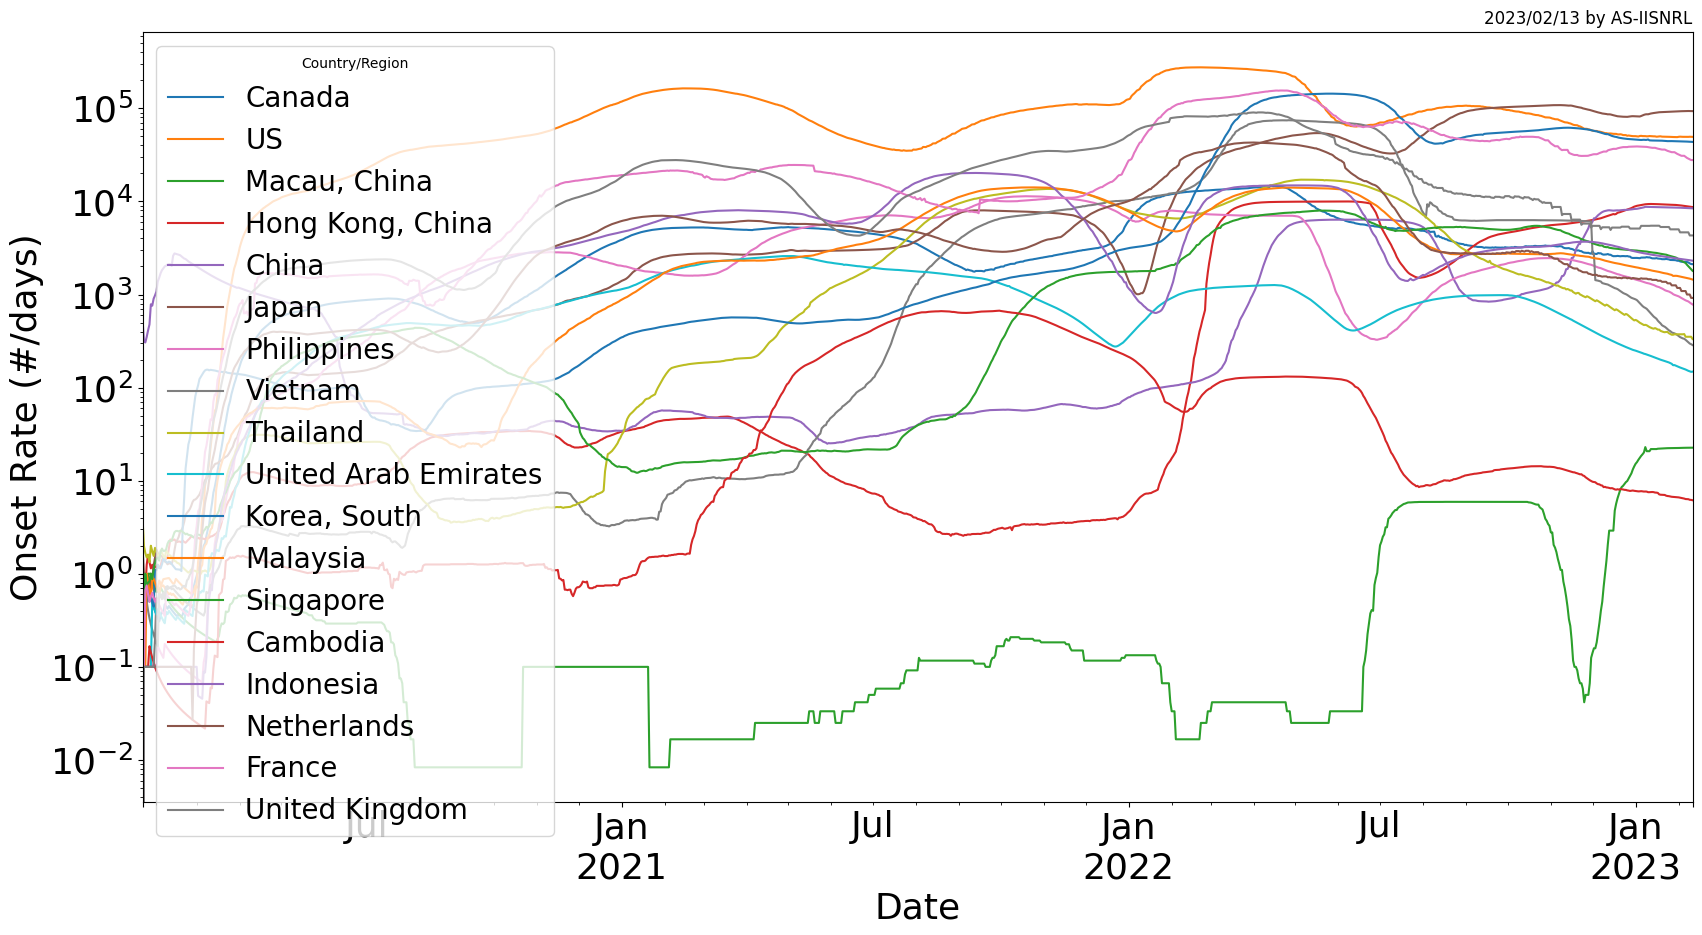 2023/02/13 by AS-IISNRL
Onset Rate (#/days)
10^5
10^4
10^3
10^2
10^1
10^0
10^−1
10^−2
Country/Region
Canada
US
Macau, China
Hong Kong, China
China
Japan
Philippines
Vietnam
Thailand
United Arab Emirates
Korea, South
Malaysia
Singapore
Cambodia
Indonesia
Netherlands
France
United Kingdom
Jul Jan Jul Jan Jul Jan
2021 2022 2023
Date